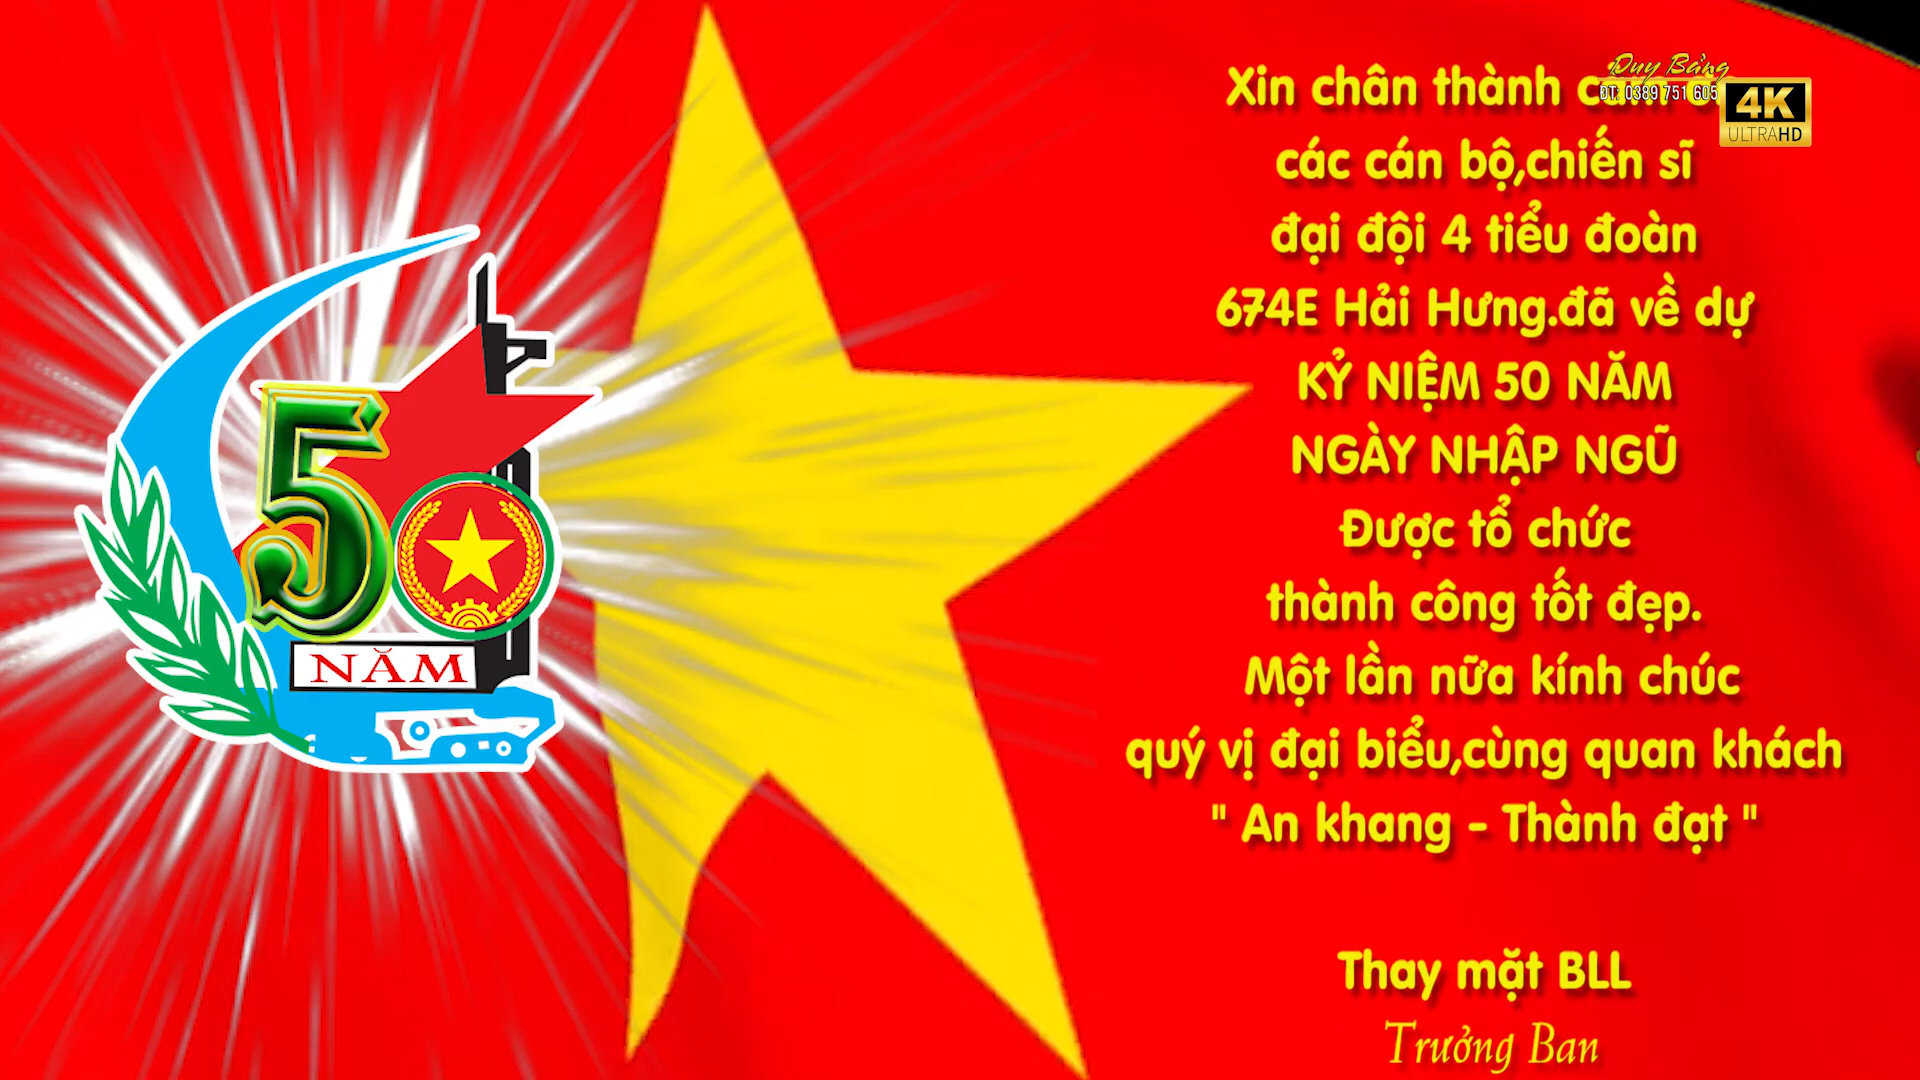 Xin chân thành
các cán bộ,chiến sĩ
đại đội 4 tiểu đoàn
674E Hải Hưng.đã về dự
KỶ NIỆM 50 NĂM
NGÀY NHẬP NGŨ
Được tổ chức
thành công tốt đẹp.
Một lần nữa kính chúc
quý vị đại biểu,cùng quan khách
" An khang - Thành đạt "
Thay mặt BLL
Trưởng Ban
Duy Bảng
ĐT: 0389 751 605
4K
ULTRAHD
50
NĂM